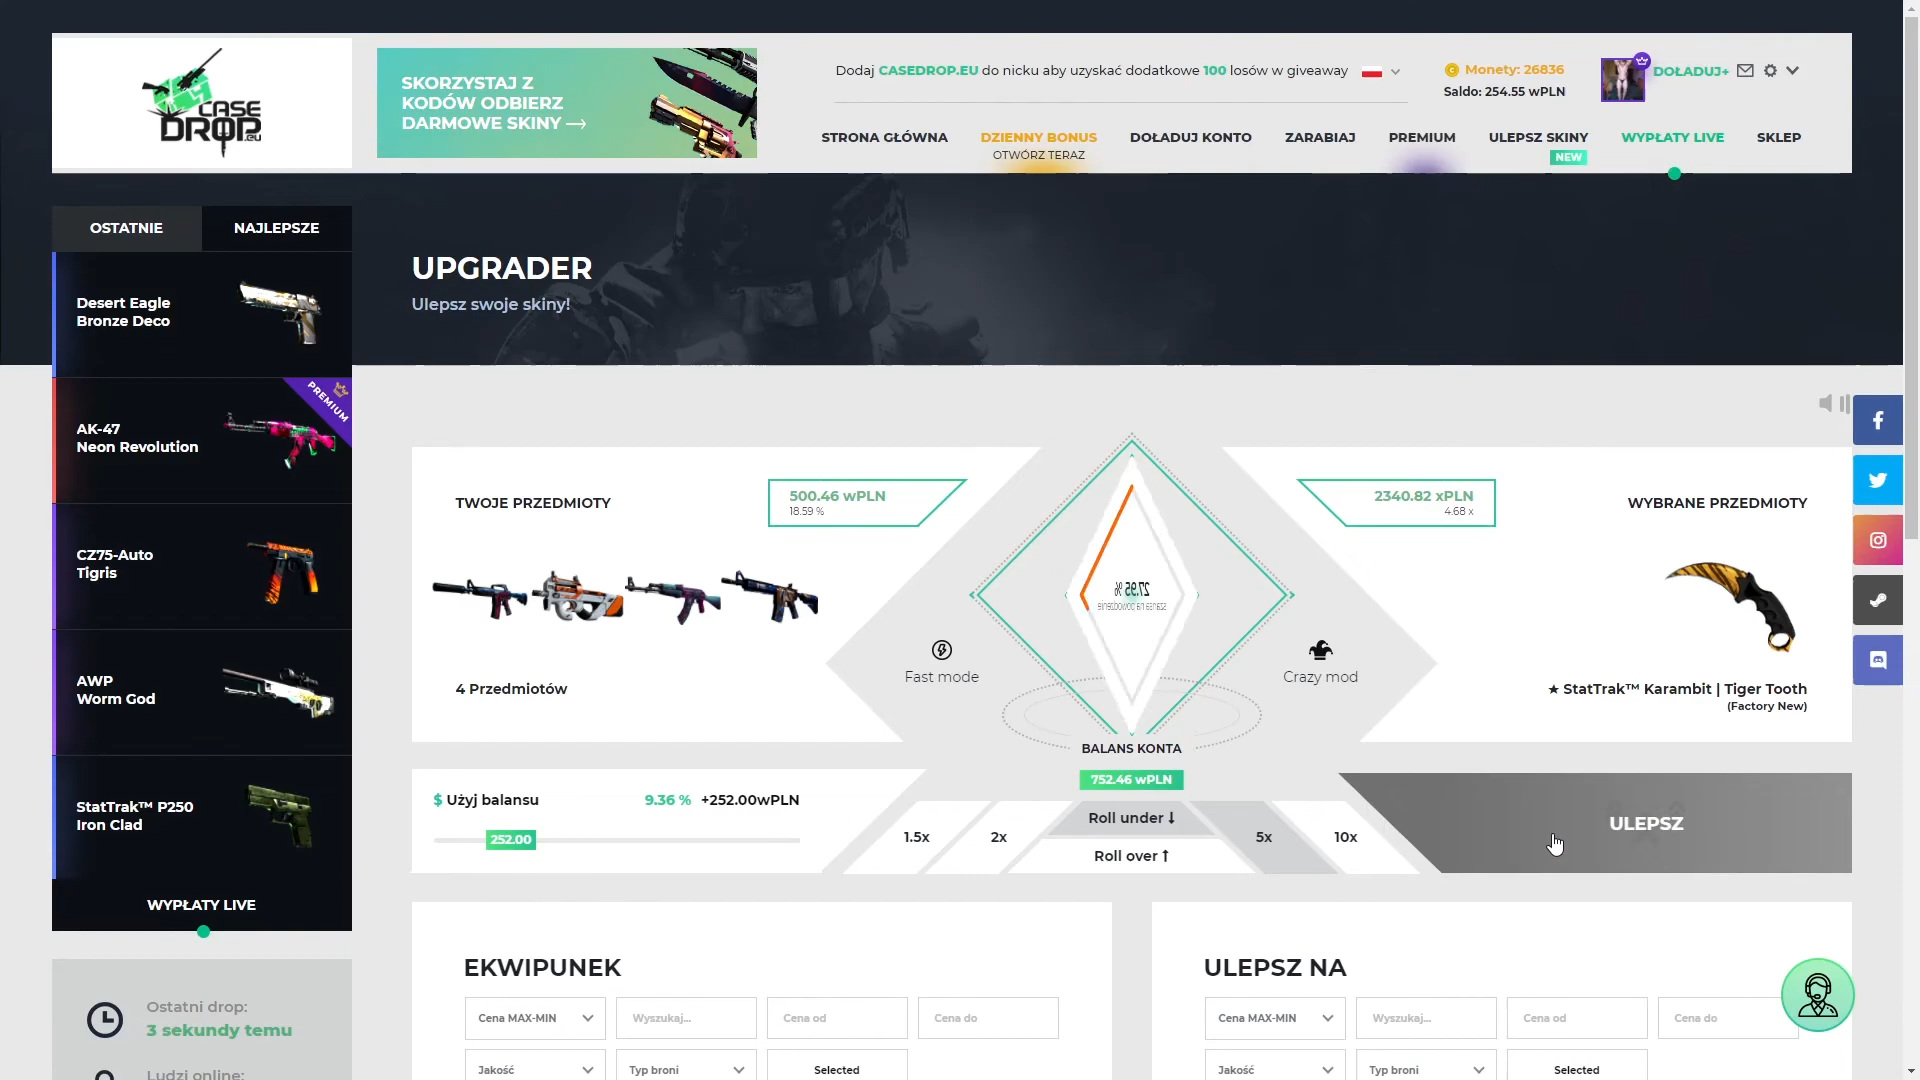 CASE
DROP.EU
SKORZYSTAJ Z
KODÓW ODBIERZ
DARMOWE SKINY
Dodaj CASEDROP.EU do nicku aby uzyskać dodatkowe 100 losów w giveaway
Monety: 26836
Saldo: 254.55 wPLN
DOŁADUJ+
STRONA GŁÓWNA
DZIENNY BONUS
OTWÓRZ TERAZ
DOŁADUJ KONTO
ZARABIAJ
PREMIUM
ULEPSZ SKINY
NEW
WYPŁATY LIVE
SKLEP
OSTATNIE
NAJLEPSZE
Desert Eagle
Bronze Deco
AK-47
Neon Revolution
PREMIUM
CZ75-Auto
Tigris
AWP
Worm God
StatTrak™ P250
Iron Clad
WYPŁATY LIVE
Ostatni drop:
3 sekundy temu
Ludzi online:
UPGRADER
Ulepsz swoje skiny!
TWOJE PRZEDMIOTY
500.46 wPLN
18.59 %
4 Przedmiotów
Fast mode
27.95 %
szansa na powodzenie
2340.82 xPLN
4.68 x
WYBRANE PRZEDMIOTY
Crazy mod
★ StatTrak™ Karambit | Tiger Tooth
(Factory New)
BALANS KONTA
752.46 wPLN
$ Użyj balansu
9.36 % +252.00wPLN
252.00
1.5x
2x
Roll under ↓
Roll over ↑
5x
10x
ULEPSZ
EKWIPUNEK
Cena MAX-MIN
Wyszukaj...
Cena od
Cena do
Jakość
Typ broni
Selected
ULEPSZ NA
Cena MAX-MIN
Wyszukaj...
Cena od
Cena do
Jakość
Typ broni
Selected